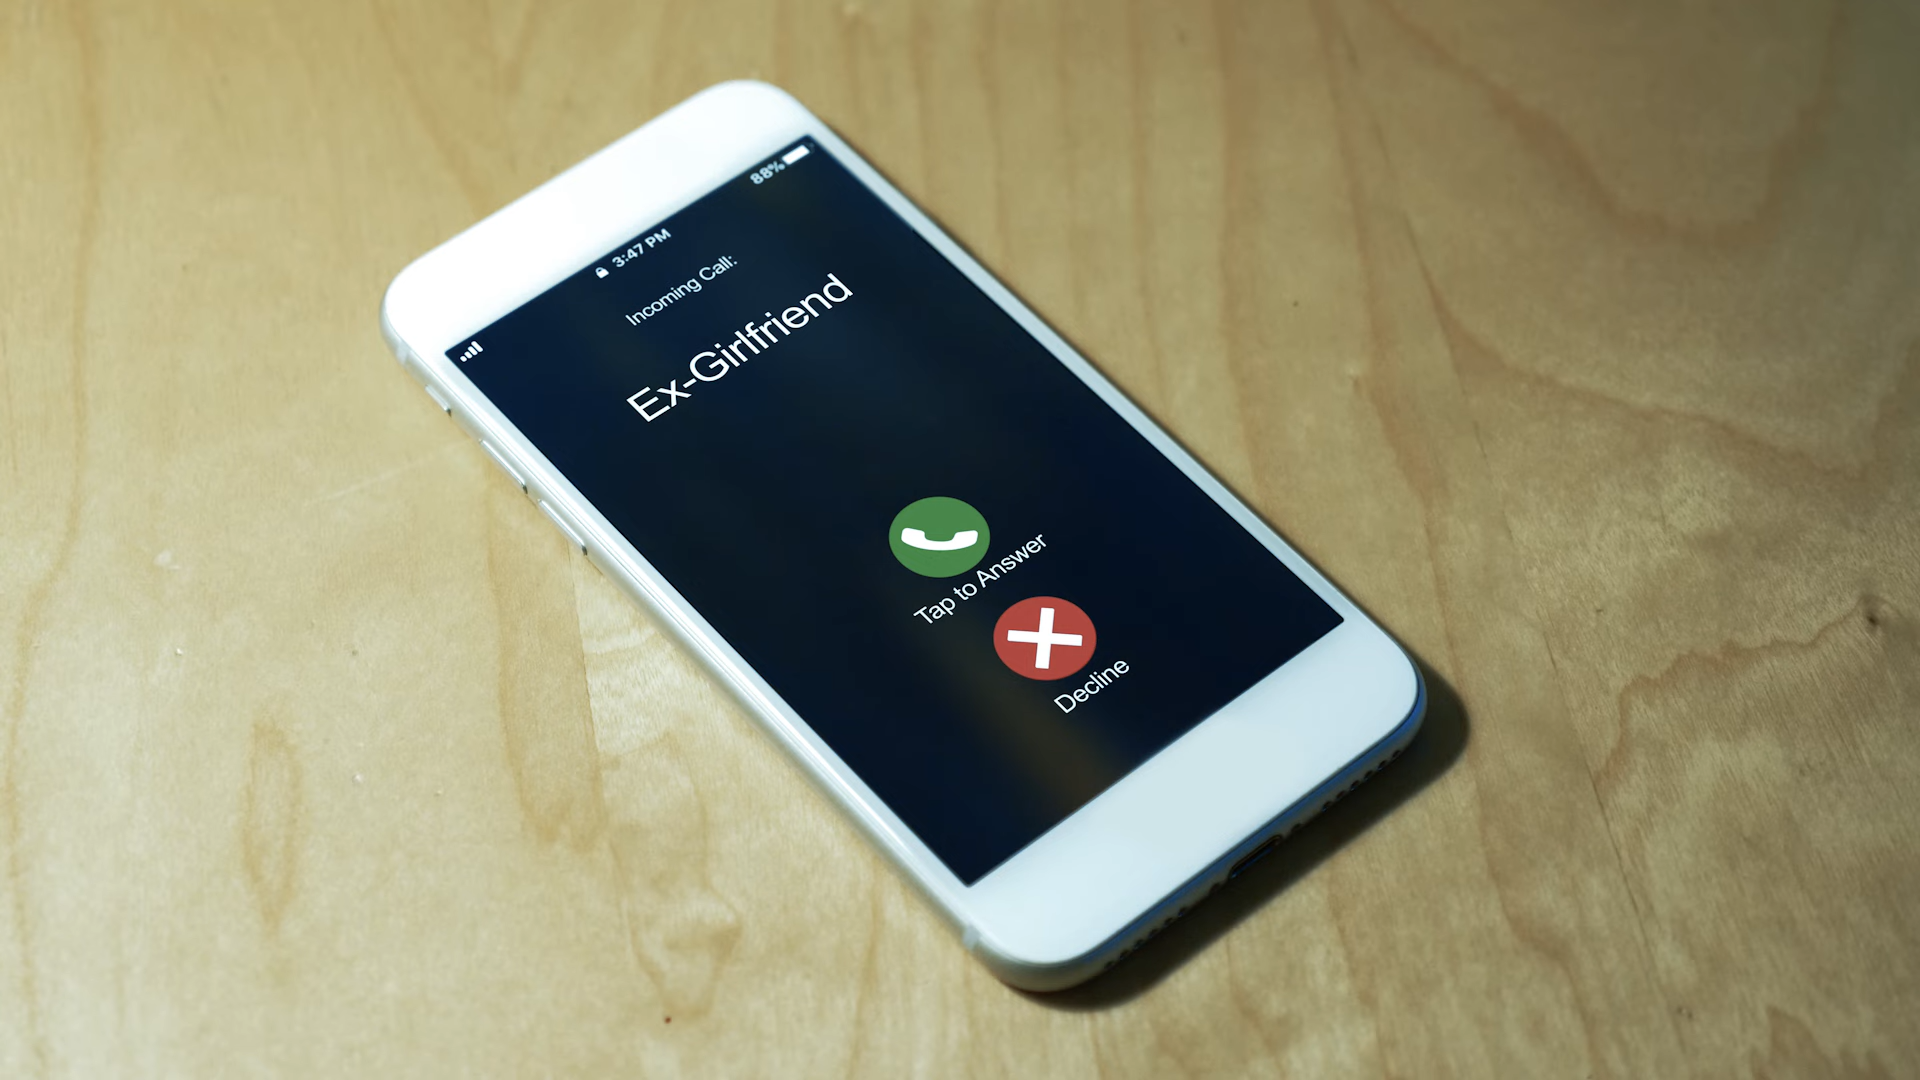 88%
3:47 PM
Incoming Call:
Ex-Girlfriend
Tap to Answer
Decline